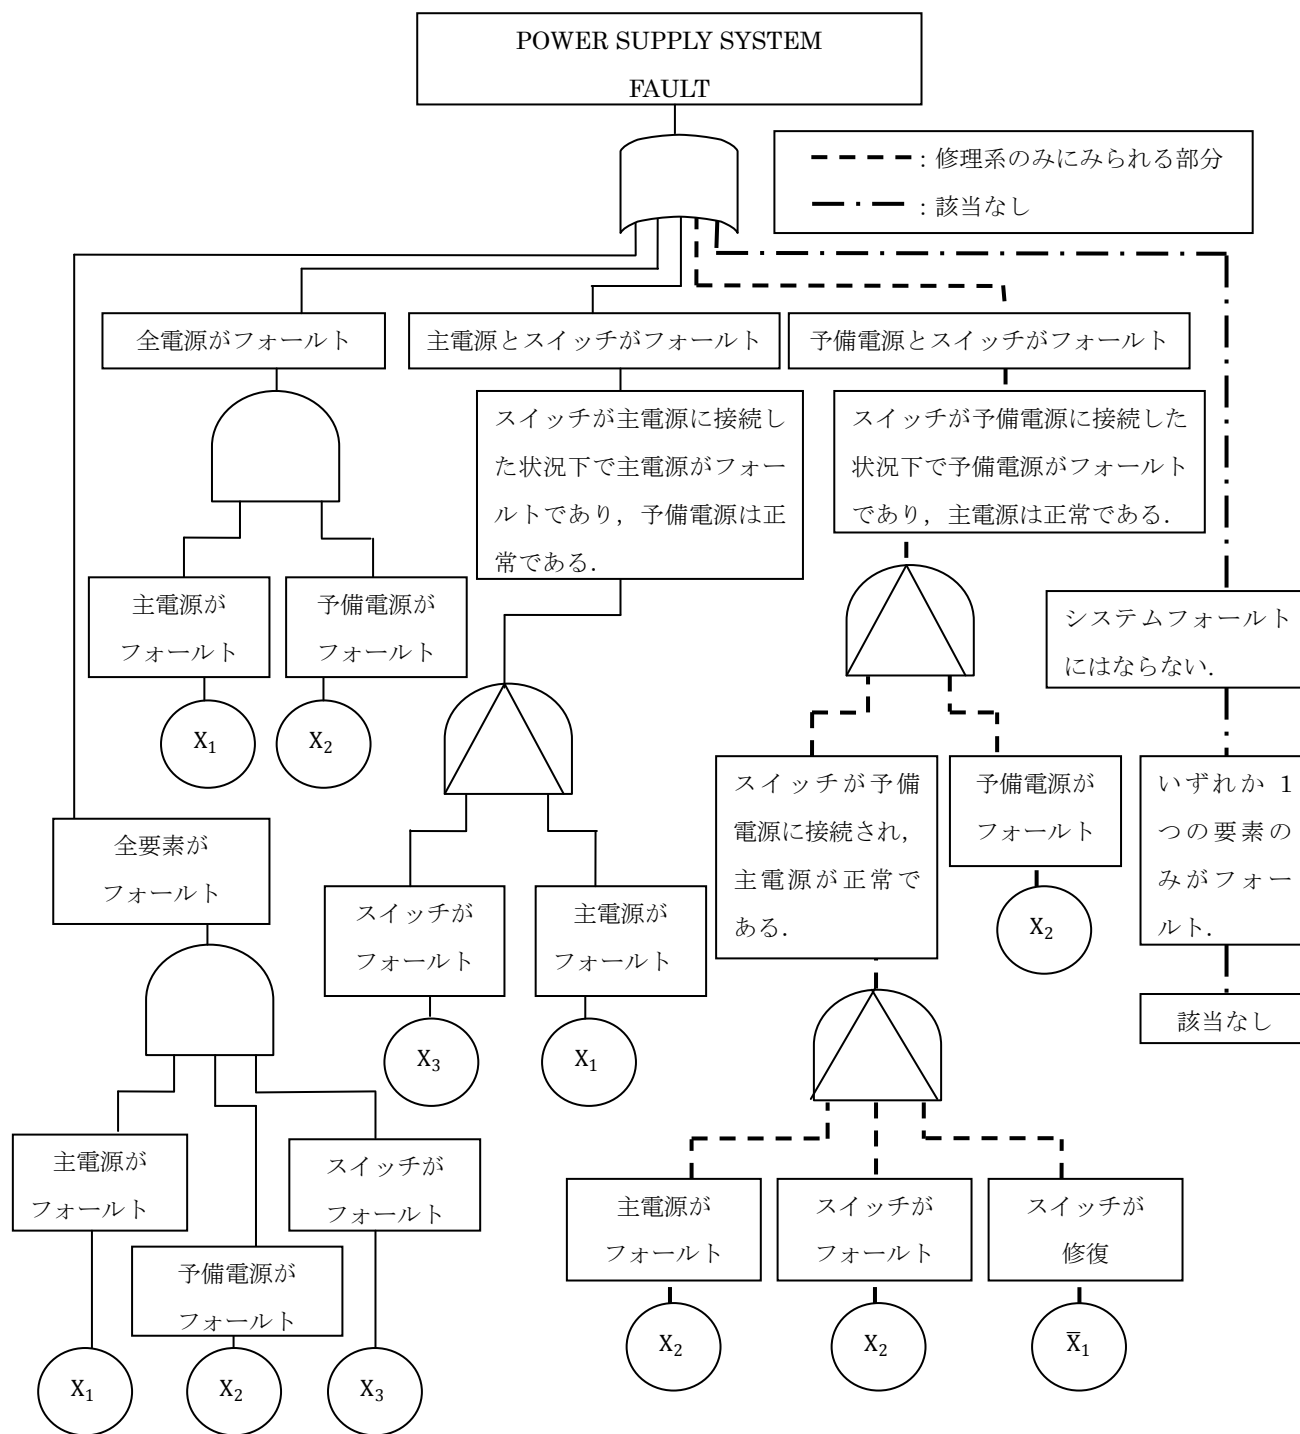 POWER SUPPLY SYSTEM
FAULT
: 修理系のみにみられる部分
: 該当なし
全電源がフォールト
主電源とスイッチがフォールト
予備電源とスイッチがフォールト
スイッチが主電源に接続し
た状況下で主電源がフォー
ルトであり，予備電源は正
常である．
スイッチが予備電源に接続した
状況下で予備電源がフォールト
であり，主電源は正常である．
主電源が
フォールト
予備電源が
フォールト
システムフォールト
にはならない．
X₁
X₂
スイッチが予備
電源に接続され，
主電源が正常で
ある．
予備電源が
フォールト
いずれか 1
つの要素の
みがフォー
ルト．
全要素が
フォールト
スイッチが
フォールト
主電源が
フォールト
X₂
該当なし
X₃
X₁
主電源が
フォールト
スイッチが
フォールト
予備電源が
フォールト
主電源が
フォールト
スイッチが
フォールト
スイッチが
修復
X₁
X₂
X₃
X₂
X₂
X̅₁